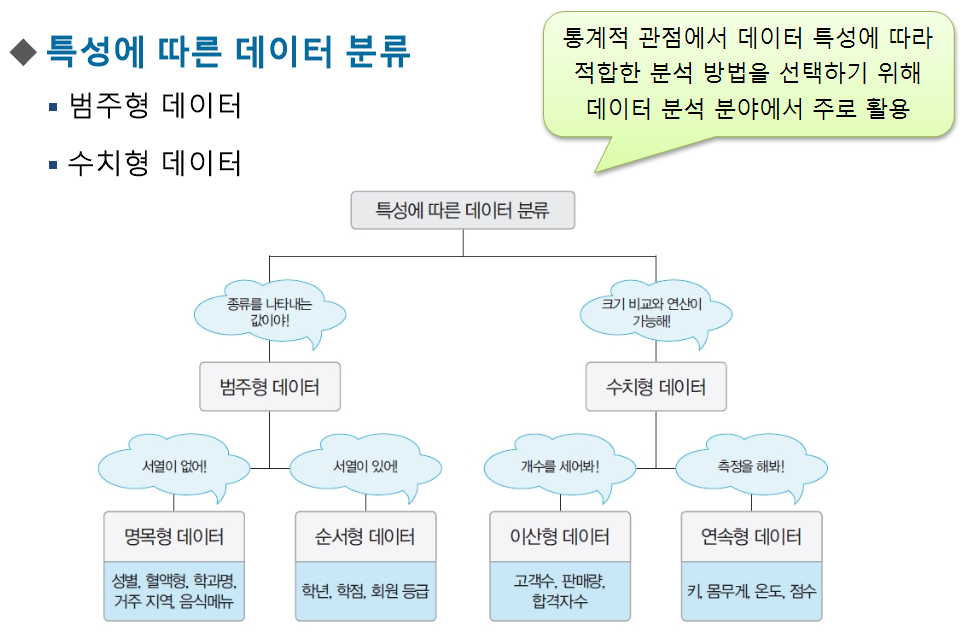 특성에 따른 데이터 분류
범주형 데이터
수치형 데이터
통계적 관점에서 데이터 특성에 따라
적합한 분석 방법을 선택하기 위해
데이터 분석 분야에서 주로 활용
특성에 따른 데이터 분류
종류를 나타내는
값이야!
크기 비교와 연산이
가능해!
범주형 데이터
수치형 데이터
서열이 없어!
서열이 있어!
개수를 세어봐!
측정을 해봐!
명목형 데이터
성별, 혈액형, 학과명,
거주 지역, 음식메뉴
순서형 데이터
학년, 학점, 회원 등급
이산형 데이터
고객수, 판매량,
합격자수
연속형 데이터
키, 몸무게, 온도, 점수